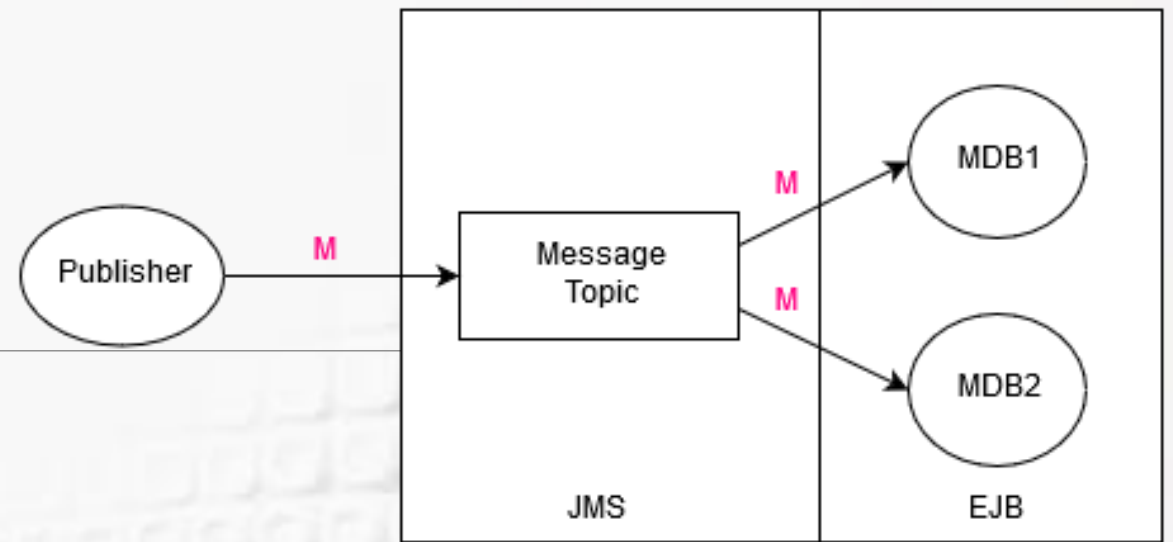 MDB1
M
M
Publisher
Message
Topic
M
MDB2
JMS
EJB